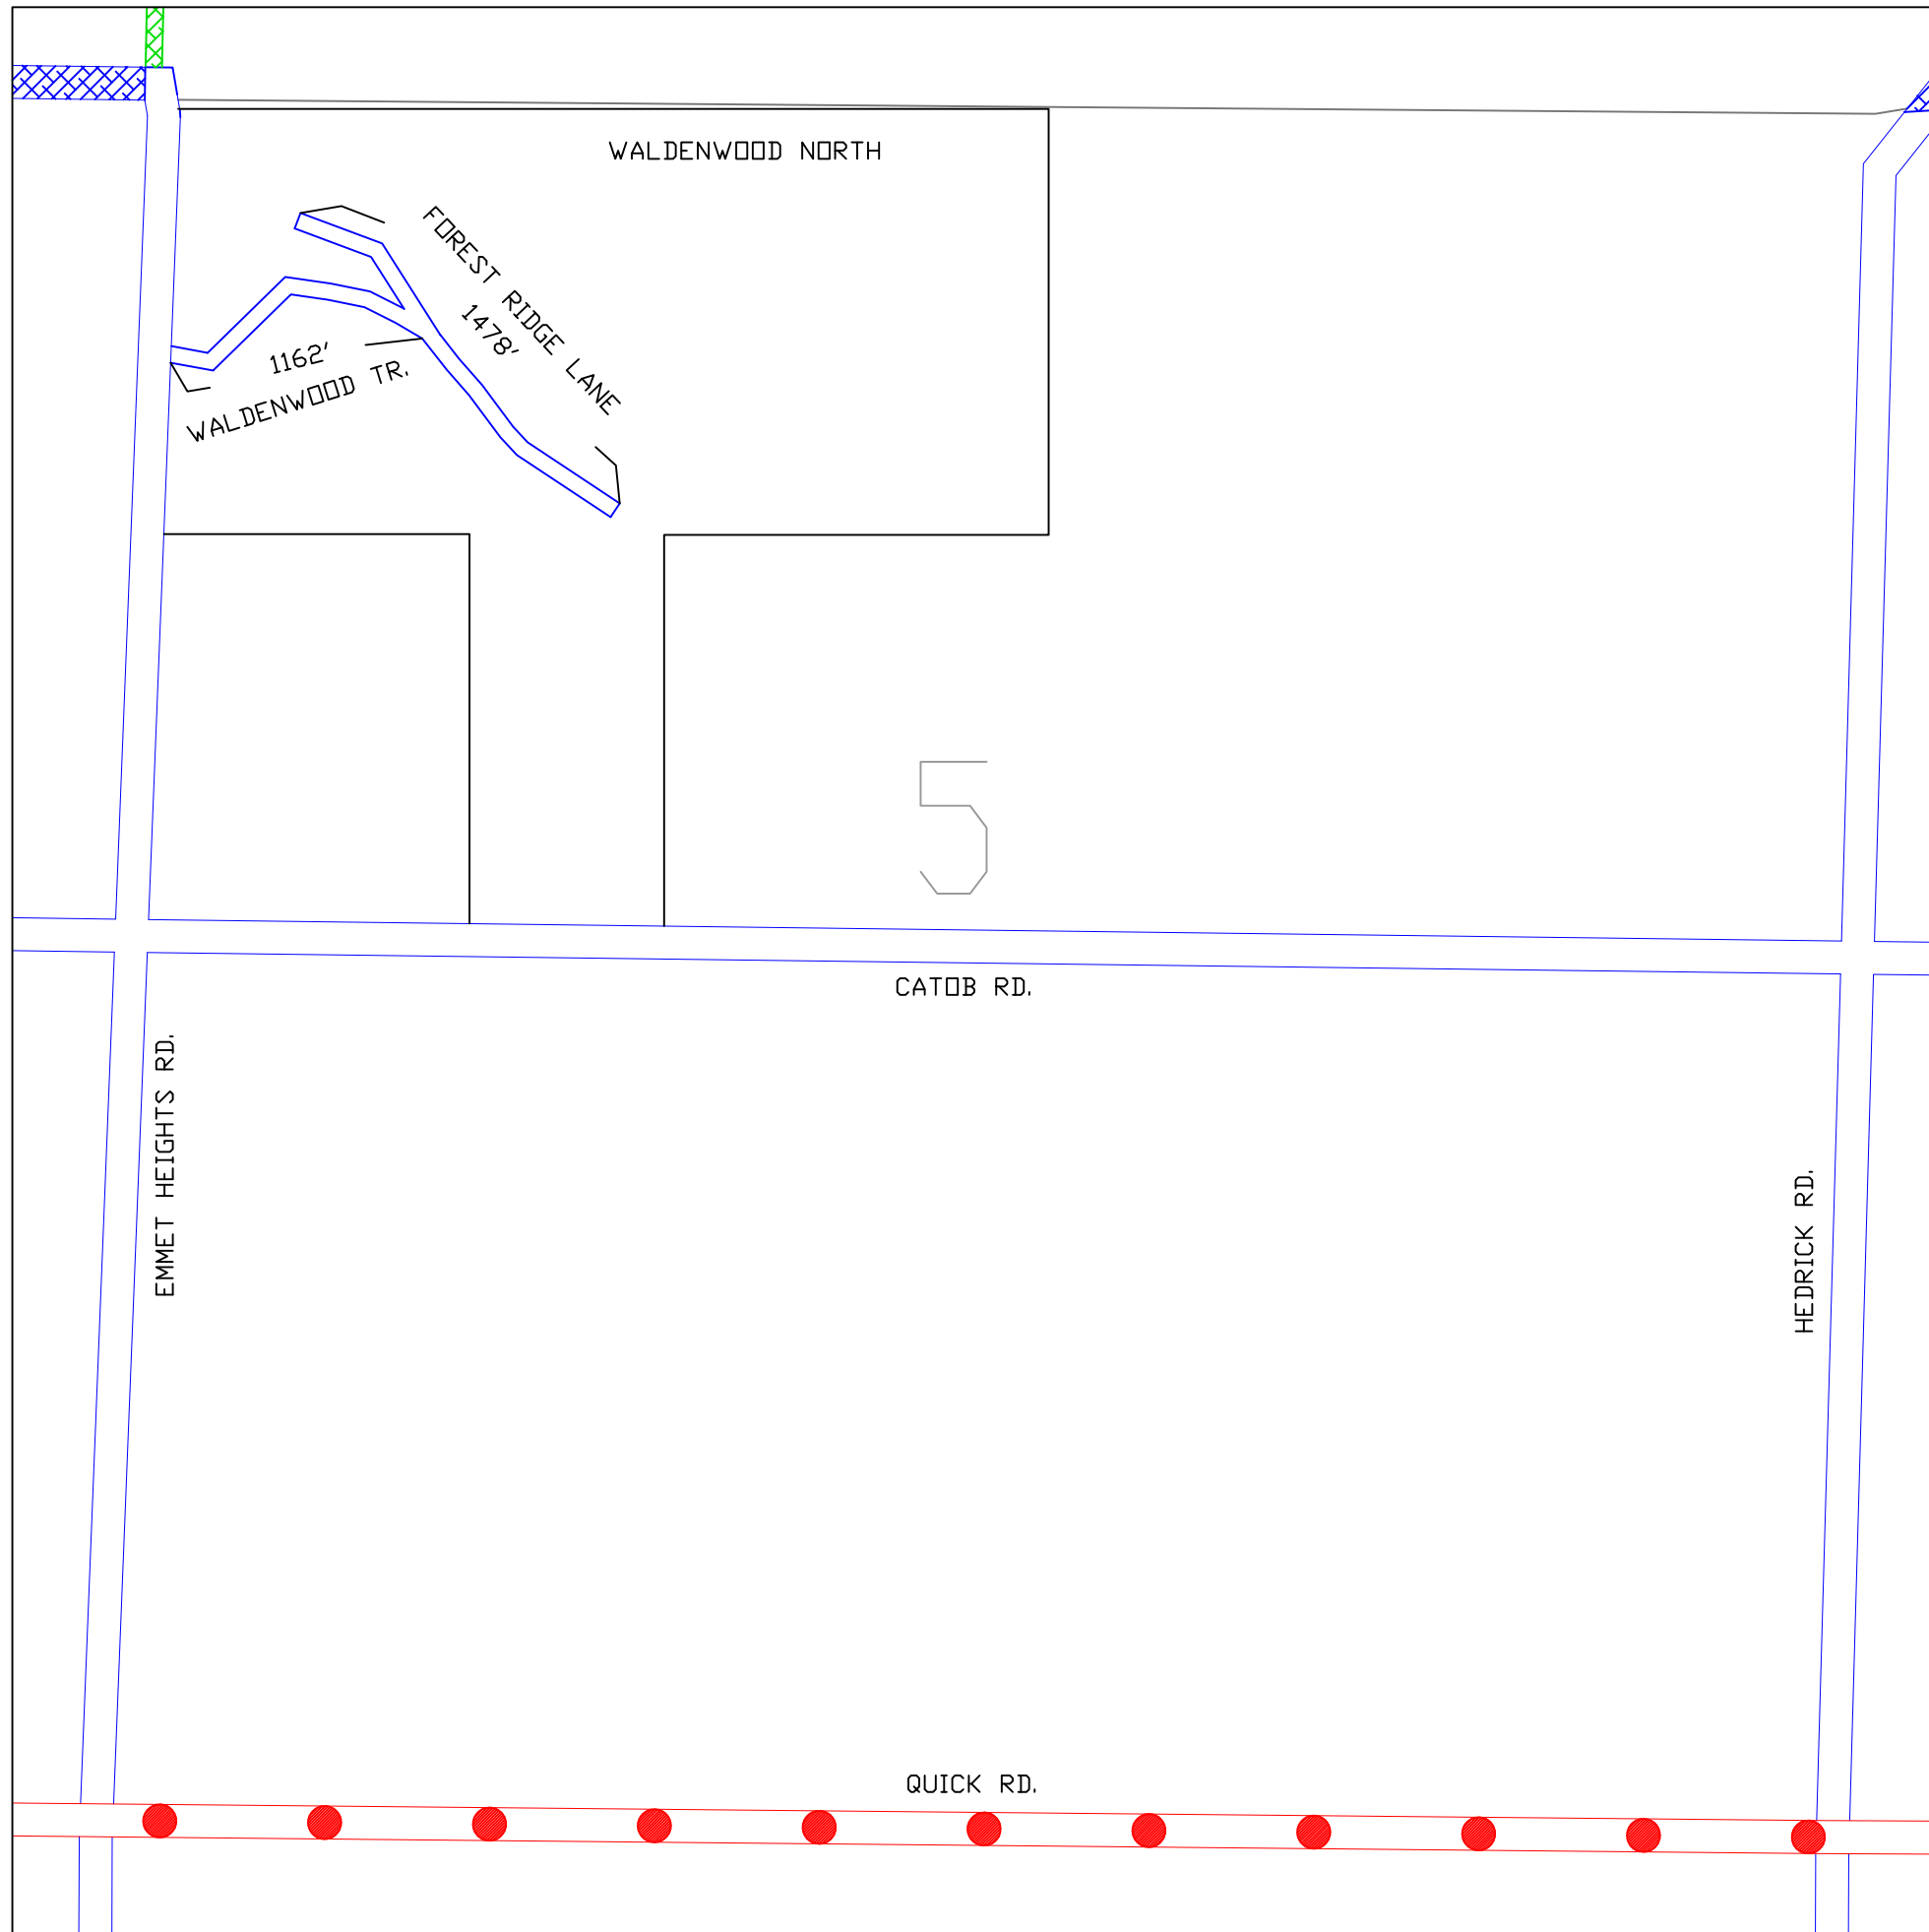 WALDENWOOD NORTH
FOREST RIDGE LANE
1478'
1162'
WALDENWOOD TR.
5
CATOB RD.
EMMET HEIGHTS RD.
HEDRICK RD.
QUICK RD.